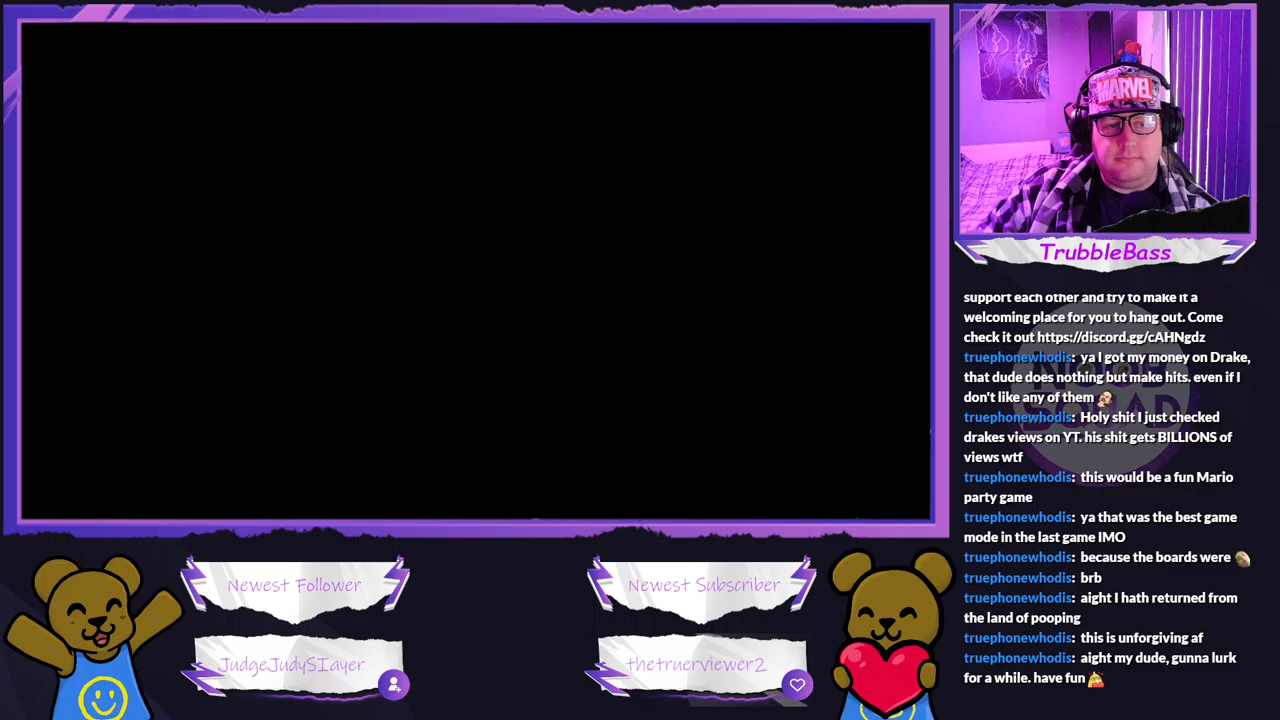 MARVEL
TrubbleBass
support each other and try to make it a
welcoming place for you to hang out. Come
check it out https://discord.gg/cAHNgdz
truephonewhodis: ya I got my money on Drake,
that dude does nothing but make hits. even if I
don't like any of them
truephonewhodis: Holy shit I just checked
drakes views on YT. his shit gets BILLIONS of
views wtf
truephonewhodis: this would be a fun Mario
party game
truephonewhodis: ya that was the best game
mode in the last game IMO
truephonewhodis: because the boards were
truephonewhodis: brb
truephonewhodis: aight I hath returned from
the land of pooping
truephonewhodis: this is unforgiving af
truephonewhodis: aight my dude, gunna lurk
for a while. have fun
NOOB
SQUAD
Newest Follower
JudgeJudySlayer
Newest Subscriber
thetruerviewer2